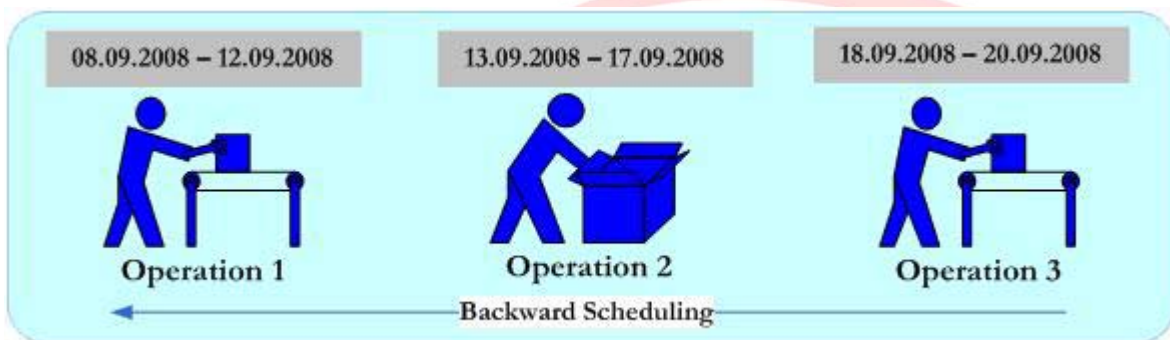 08.09.2008 – 12.09.2008
13.09.2008 – 17.09.2008
18.09.2008 – 20.09.2008
Operation 1
Operation 2
Operation 3
Backward Scheduling